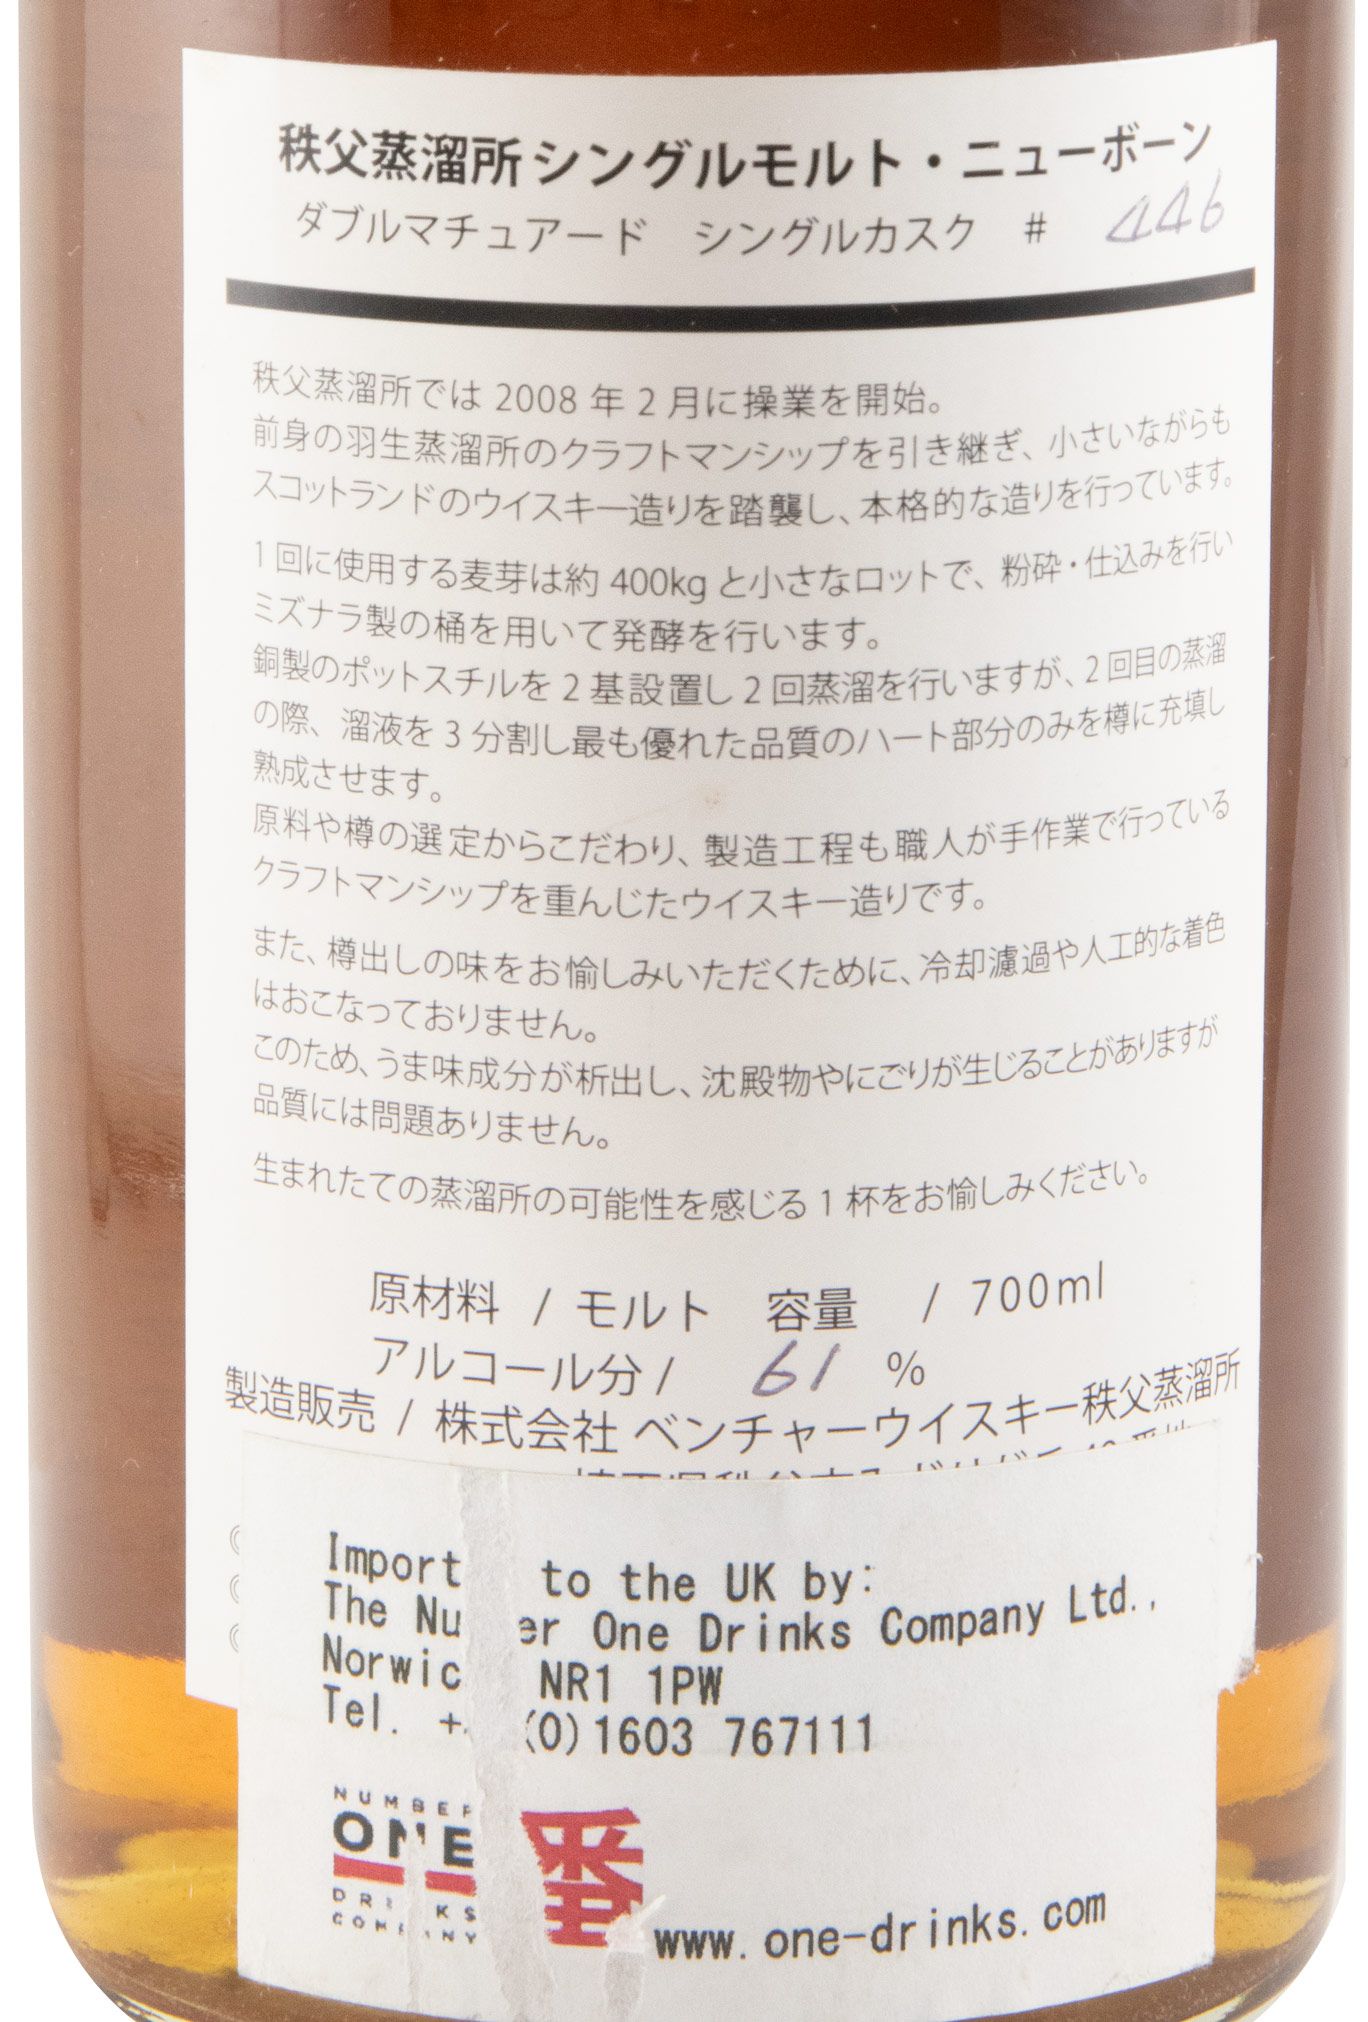 秩父蒸溜所シングルモルト・ニューボーン
ダブルマチュアード シングルカスク # 446
秩父蒸溜所では 2008 年 2 月に操業を開始。
前身の羽生蒸溜所のクラフトマンシップを引き継ぎ、小さいながらも
スコットランドのウイスキー造りを踏襲し、本格的な造りを行っています。
1回に使用する麦芽は約 400kg と小さなロットで、粉砕・仕込みを行い
ミズナラ製の桶を用いて発酵を行います。
銅製のポットスチルを 2 基設置し 2 回蒸溜を行いますが、2 回目の蒸溜
の際、溜液を 3 分割し最も優れた品質のハート部分のみを樽に充填し
熟成させます。
原料や樽の選定からこだわり、製造工程も職人が手作業で行っている
クラフトマンシップを重んじたウイスキー造りです。
また、樽出しの味をお愉しみいただくために、冷却濾過や人工的な着色
はおこなっておりません。
このため、うま味成分が析出し、沈殿物やにごりが生じることがありますが
品質には問題ありません。
生まれたての蒸溜所の可能性を感じる 1 杯をお愉しみください。
原材料 / モルト 容量 / 700ml
アルコール分 / 61 %
製造販売 / 株式会社 ベンチャーウイスキー秩父蒸溜所
Import to the UK by:
The Nu er One Drinks Company Ltd.,
Norwic NR1 1PW
Tel. + (0)1603 767111
NUMBER
ONE
DRINKS
COMPANY
番
www.one-drinks.com